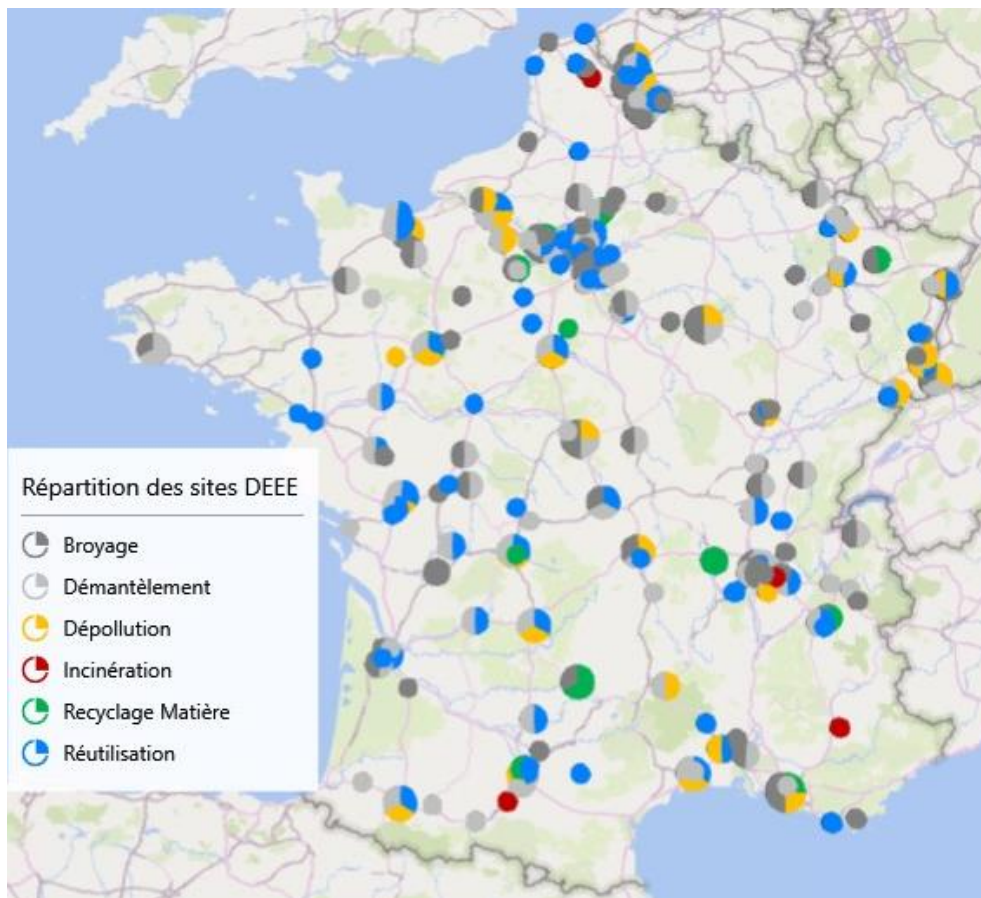 Répartition des sites DEEE
Broyage
Démantèlement
Dépollution
Incinération
Recyclage Matière
Réutilisation